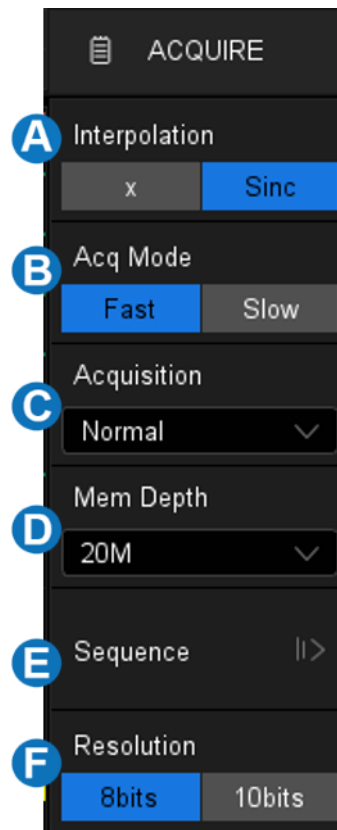 ACQUIRE
A
Interpolation
x Sinc
B
Acq Mode
Fast Slow
C
Acquisition
Normal
D
Mem Depth
20M
E
Sequence
F
Resolution
8bits 10bits